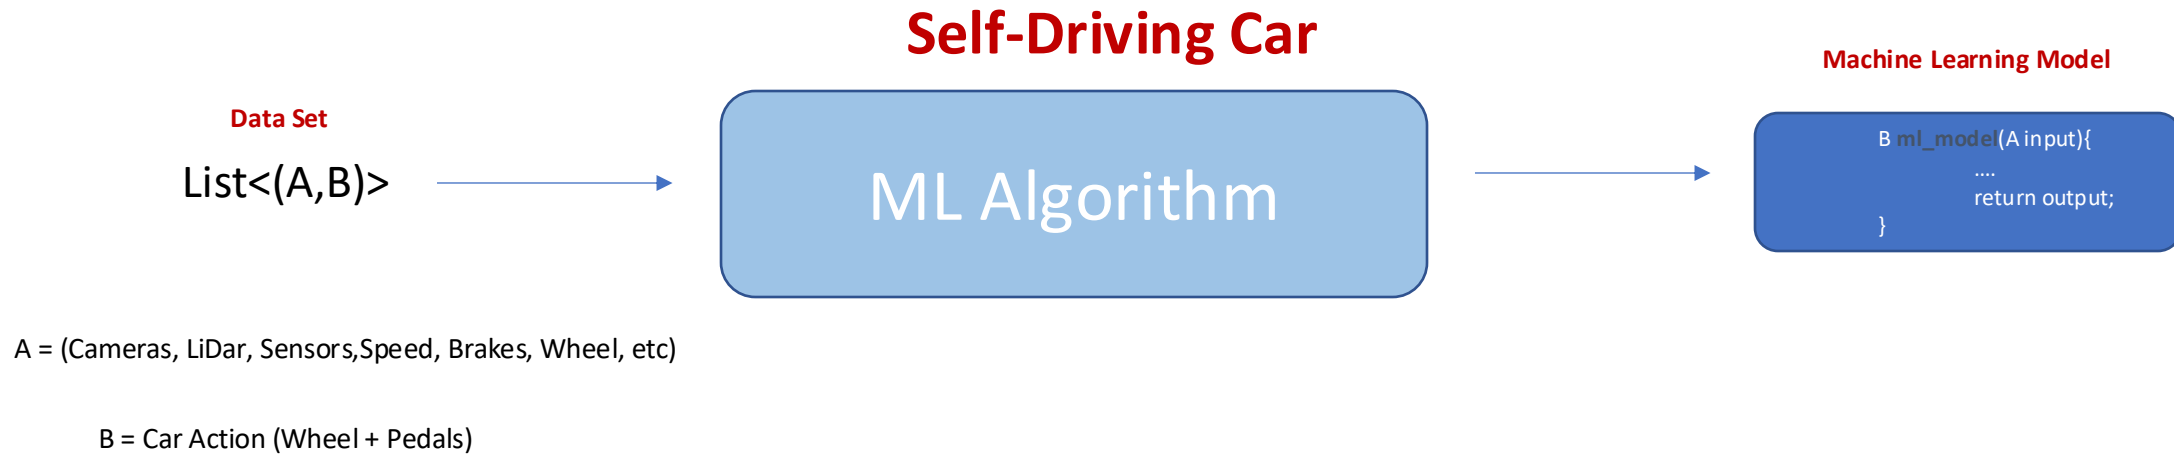 Self-Driving Car
Machine Learning Model
Data Set
List<(A,B)>
ML Algorithm
B ml_model(A input){
....
return output;
}
A = (Cameras, LiDar, Sensors,Speed, Brakes, Wheel, etc)
B = Car Action (Wheel + Pedals)